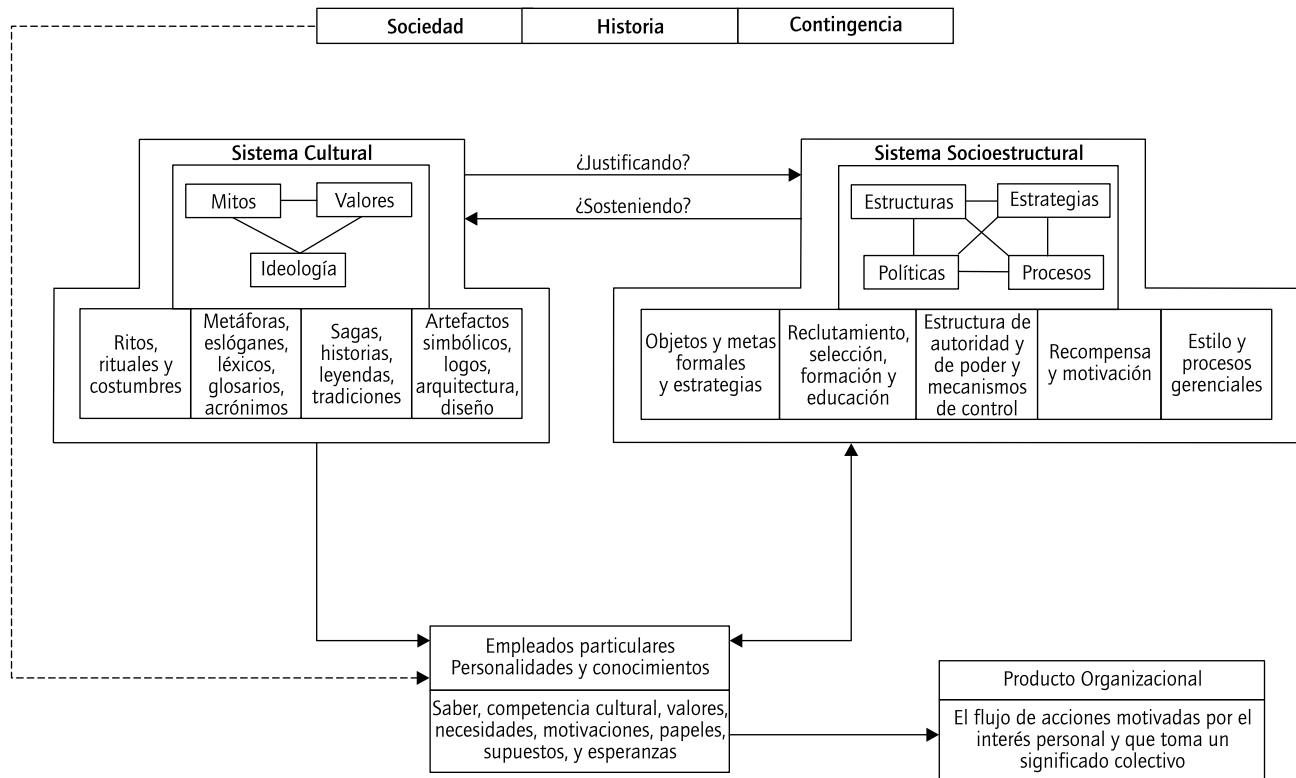 Sociedad
Historia
Contingencia
Sistema Cultural
Mitos
Valores
Ideología
Ritos,
rituales y
costumbres
Metáforas,
eslóganes,
léxicos,
glosarios,
acrónimos
Sagas,
historias,
leyendas,
tradiciones
Artefactos
simbólicos,
logos,
arquitectura,
diseño
¿Justificando?
¿Sosteniendo?
Sistema Socioestructural
Estructuras
Estrategias
Políticas
Procesos
Objetos y metas
formales
y estrategias
Reclutamiento,
selección,
formación y
educación
Estructura de
autoridad y
de poder y
mecanismos
de control
Recompensa
y motivación
Estilo y
procesos
gerenciales
Empleados particulares
Personalidades y conocimientos
Saber, competencia cultural, valores,
necesidades, motivaciones, papeles,
supuestos, y esperanzas
Producto Organizacional
El flujo de acciones motivadas por el
interés personal y que toma un
significado colectivo